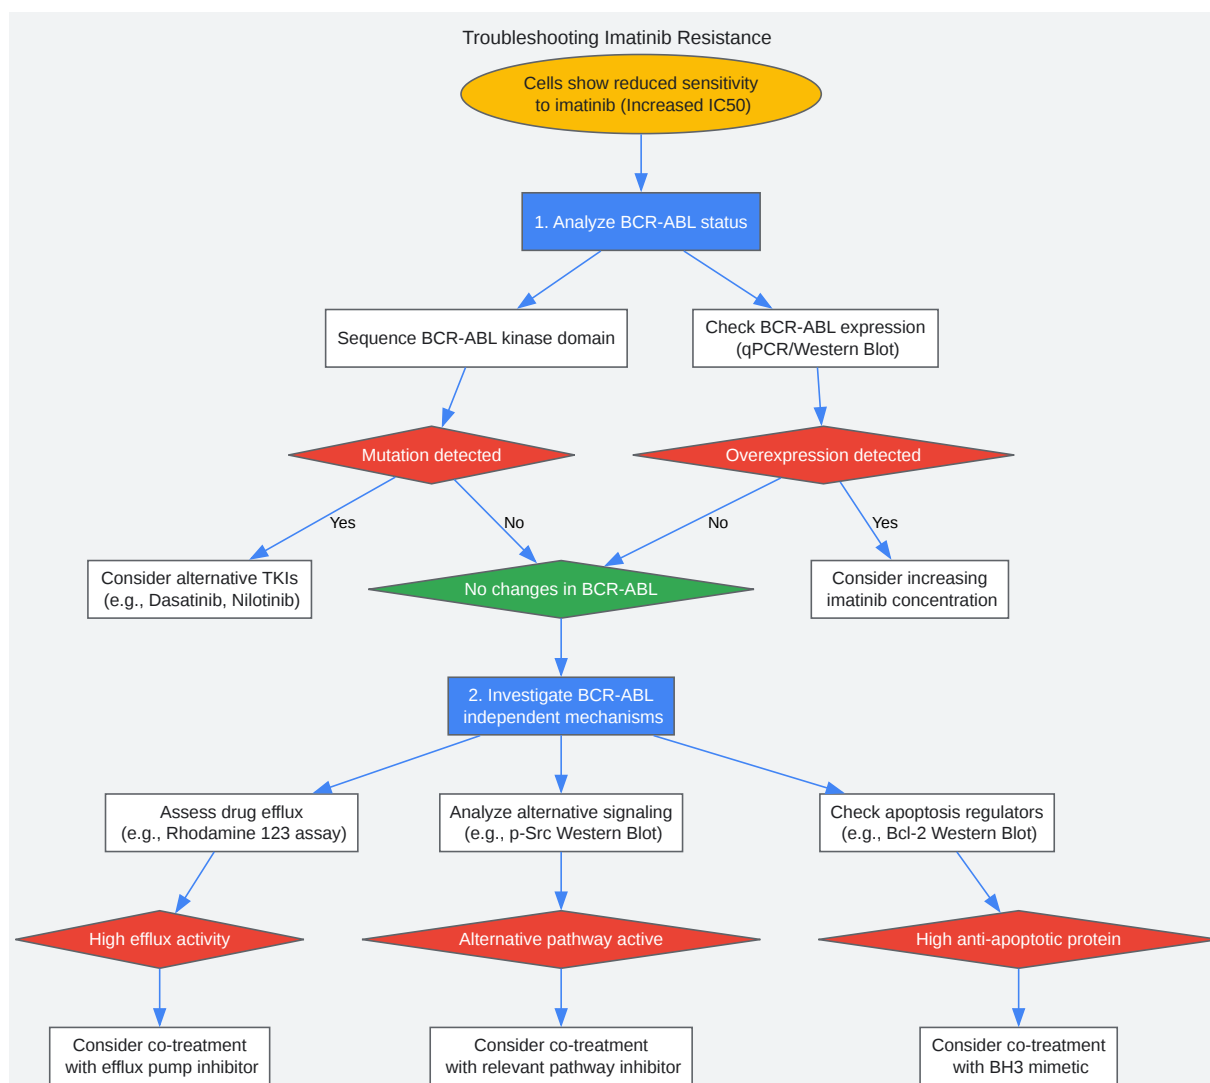 Troubleshooting Imatinib Resistance
Cells show reduced sensitivity
to imatinib (Increased IC50)
1. Analyze BCR-ABL status
Sequence BCR-ABL kinase domain
Check BCR-ABL expression
(qPCR/Western Blot)
Mutation detected
Overexpression detected
Yes
No
No
Yes
Consider alternative TKIs
(e.g., Dasatinib, Nilotinib)
No changes in BCR-ABL
Consider increasing
imatinib concentration
2. Investigate BCR-ABL
independent mechanisms
Assess drug efflux
(e.g., Rhodamine 123 assay)
Analyze alternative signaling
(e.g., p-Src Western Blot)
Check apoptosis regulators
(e.g., Bcl-2 Western Blot)
High efflux activity
Alternative pathway active
High anti-apoptotic protein
Consider co-treatment
with efflux pump inhibitor
Consider co-treatment
with relevant pathway inhibitor
Consider co-treatment
with BH3 mimetic